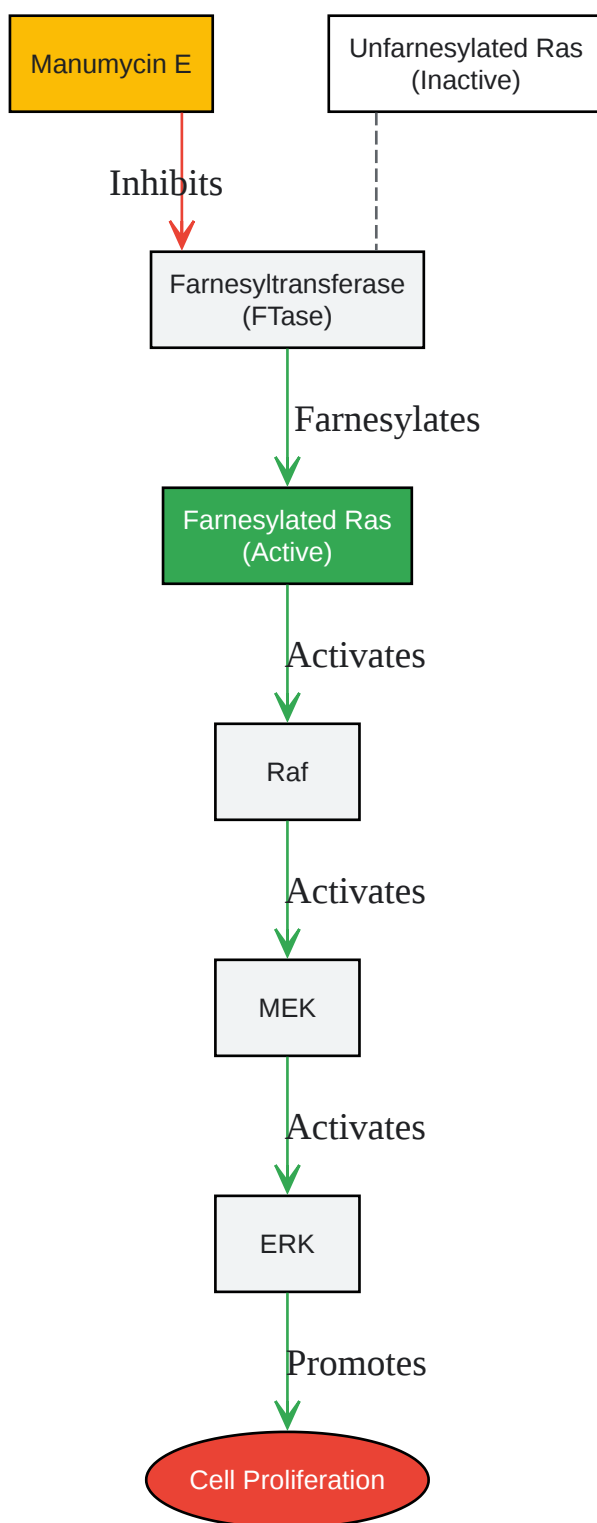 Manumycin E
Unfarnesylated Ras
(Inactive)
Inhibits
Farnesyltransferase
(FTase)
Farnesylates
Farnesylated Ras
(Active)
Activates
Raf
Activates
MEK
Activates
ERK
Promotes
Cell Proliferation